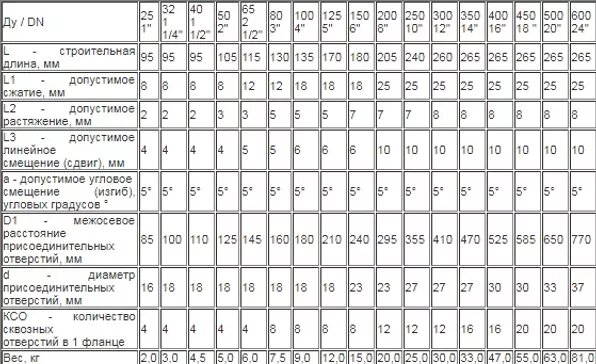 Ду / DN 25 1" 32 1 1/4" 40 1 1/2" 50 2" 65 2 1/2" 80 3" 100 4" 125 5" 150 6" 200 8" 250 10" 300 12" 350 14" 400 16" 450 18 " 500 20" 600 24"
L - строительная
длина, мм 95 95 95 105 115 130 135 170 180 205 240 260 265 265 265 265 265
L1 - допустимое
сжатие, мм 8 8 8 8 12 12 18 18 18 25 25 25 25 25 25 25 25
L2 - допустимое
растяжение, мм 2 2 2 3 3 5 5 5 7 7 8 8 8 8 8 8 8
L3 - допустимое
линейное
смещение (сдвиг), мм 4 4 4 4 5 5 6 6 6 10 10 10 10 10 10 10 10
a - допустимое угловое
смещение (изгиб),
угловых градусов ° 5° 5° 5° 5° 5° 5° 5° 5° 5° 5° 5° 5° 5° 5° 5° 5° 5°
D1 - межосевое
расстояние
присоединительных
отверстий, мм 85 100 110 125 145 160 180 210 240 295 355 410 470 525 585 650 770
d - диаметр
присоединительных
отверстий, мм 16 18 18 18 18 18 18 18 23 23 27 27 27 30 30 33 37
КСО - количество
сквозных
отверстий в 1 фланце 4 4 4 4 4 8 8 8 8 8 12 12 12 16 16 20 20 20
Вес, кг 2,0 3,0 4,5 5,0 6,0 7,5 9,0 12,0 15,0 20,0 25,0 30,0 33,0 47,0 55,0 63,0 81,0